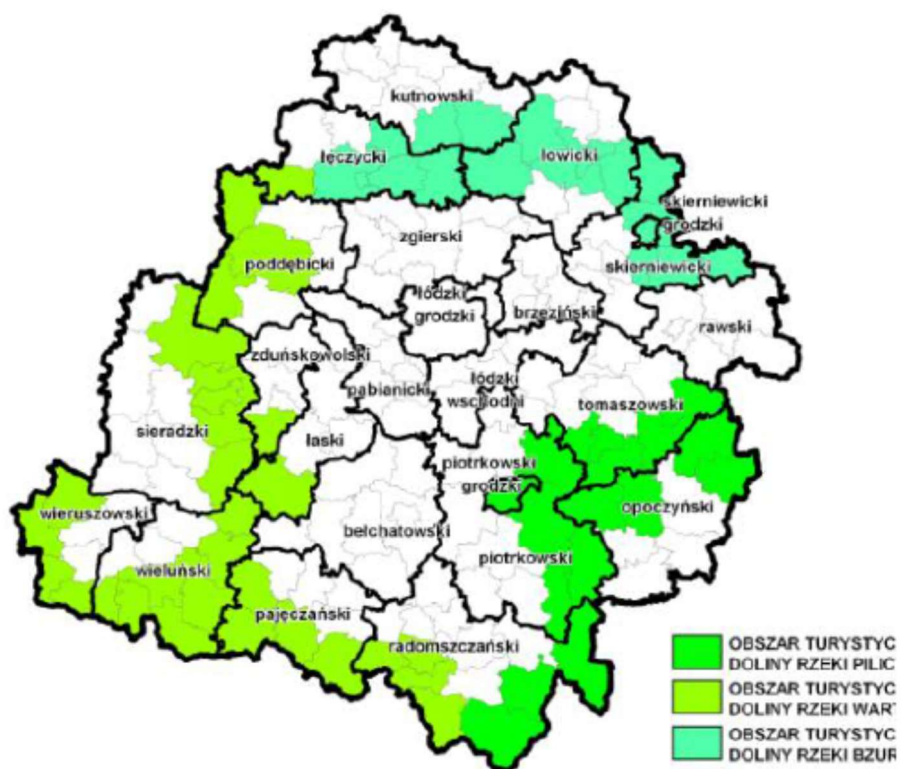 kutnowski
łęczycki
łowicki
skierniewicki
grodzki
zgierski
poddębicki
skierniewicki
łódzki
grodzki
brzeziński
rawski
zduńskowolski
pabianicki
łódzki
wschodni
tomaszowski
sieradzki
łaski
piotrkowski
grodzki
wieruszowski
opoczyński
bełchatowski
piotrkowski
wieluński
pajęczański
radomszczański
OBSZAR TURYSTYC
DOLINY RZEKI PILIC
OBSZAR TURYSTYC
DOLINY RZEKI WAR
OBSZAR TURYSTYC
DOLINY RZEKI BZUR